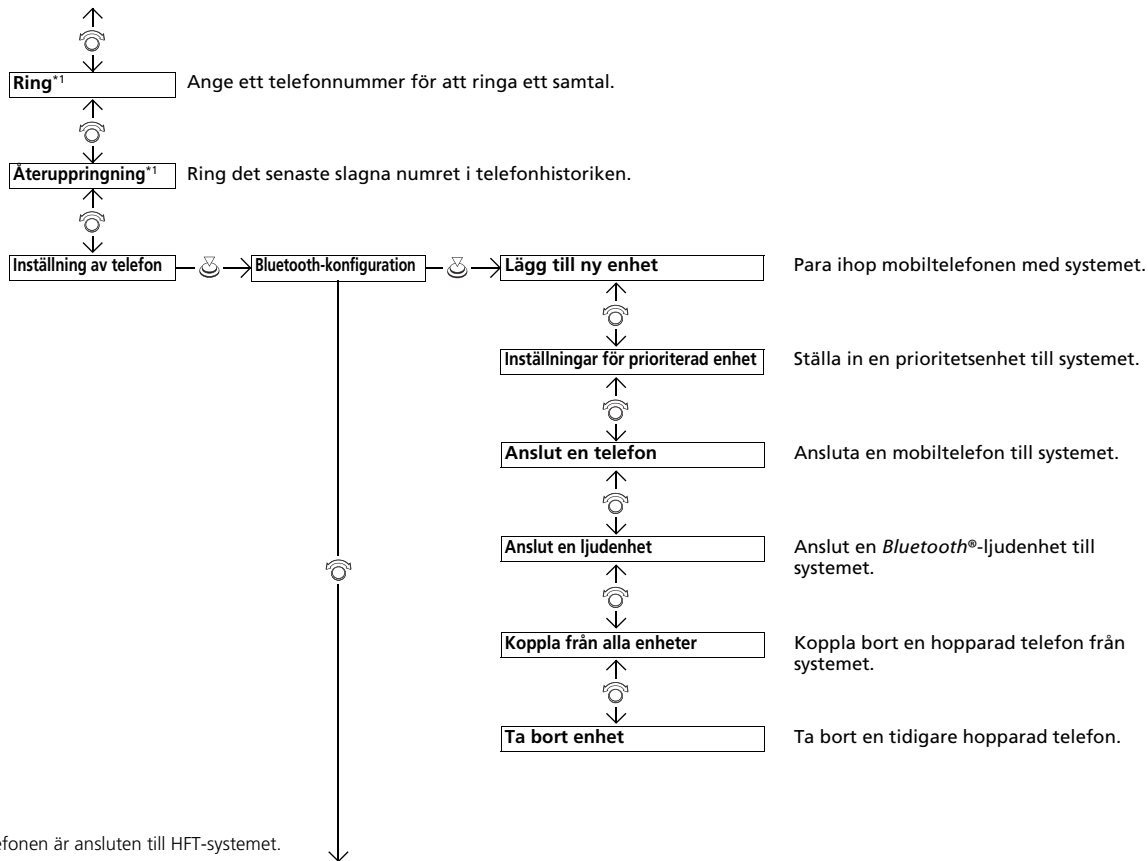 Ring*1 Ange ett telefonnummer för att ringa ett samtal.
Återuppringning*1 Ring det senaste slagna numret i telefonhistoriken.
Inställning av telefon Bluetooth-konfiguration Lägg till ny enhet Para ihop mobiltelefonen med systemet.
Inställningar för prioriterad enhet Ställa in en prioritetsenhet till systemet.
Anslut en telefon Ansluta en mobiltelefon till systemet.
Anslut en ljudenhet Anslut en Bluetooth®-ljudenhet till
systemet.
Koppla från alla enheter Koppla bort en hopparad telefon från
systemet.
Ta bort enhet Ta bort en tidigare hopparad telefon.
efonen är ansluten till HFT-systemet.